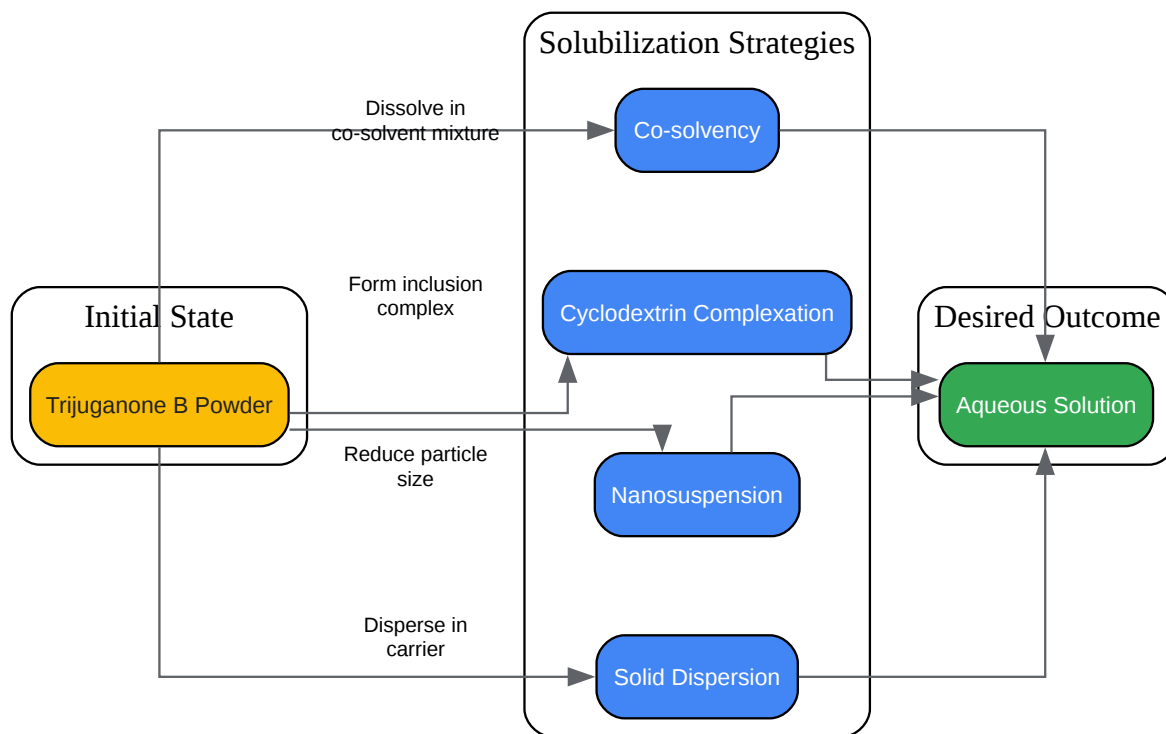 Solubilization Strategies
Dissolve in
co-solvent mixture
Co-solvency
Form inclusion
complex
Cyclodextrin Complexation
Initial State
Trijuganone B Powder
Desired Outcome
Aqueous Solution
Reduce particle
size
Nanosuspension
Disperse in
carrier
Solid Dispersion